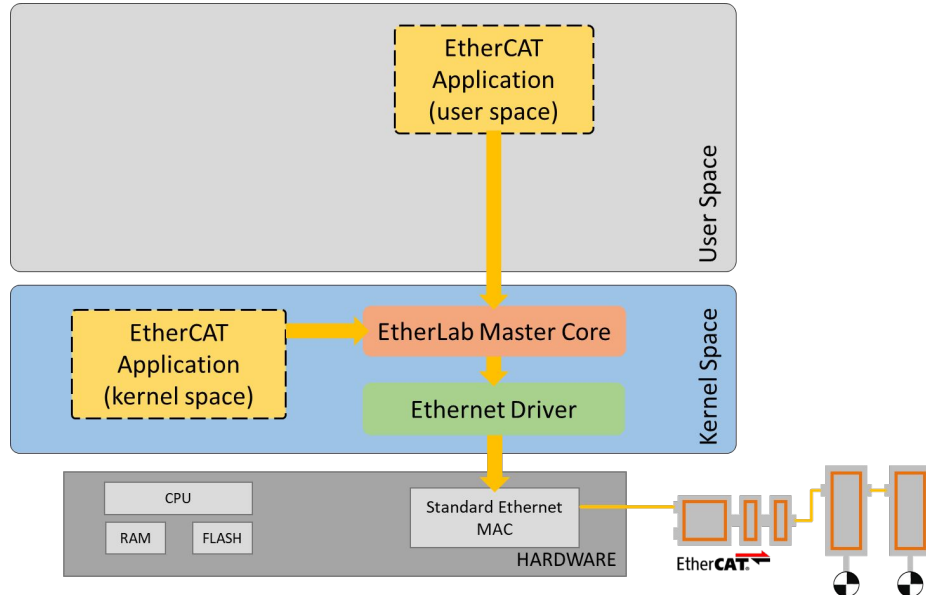 EtherCAT
Application
(user space)
User Space
EtherCAT
Application
(kernel space)
EtherLab Master Core
Ethernet Driver
Kernel Space
CPU
RAM
FLASH
Standard Ethernet
MAC
HARDWARE
EtherCAT®